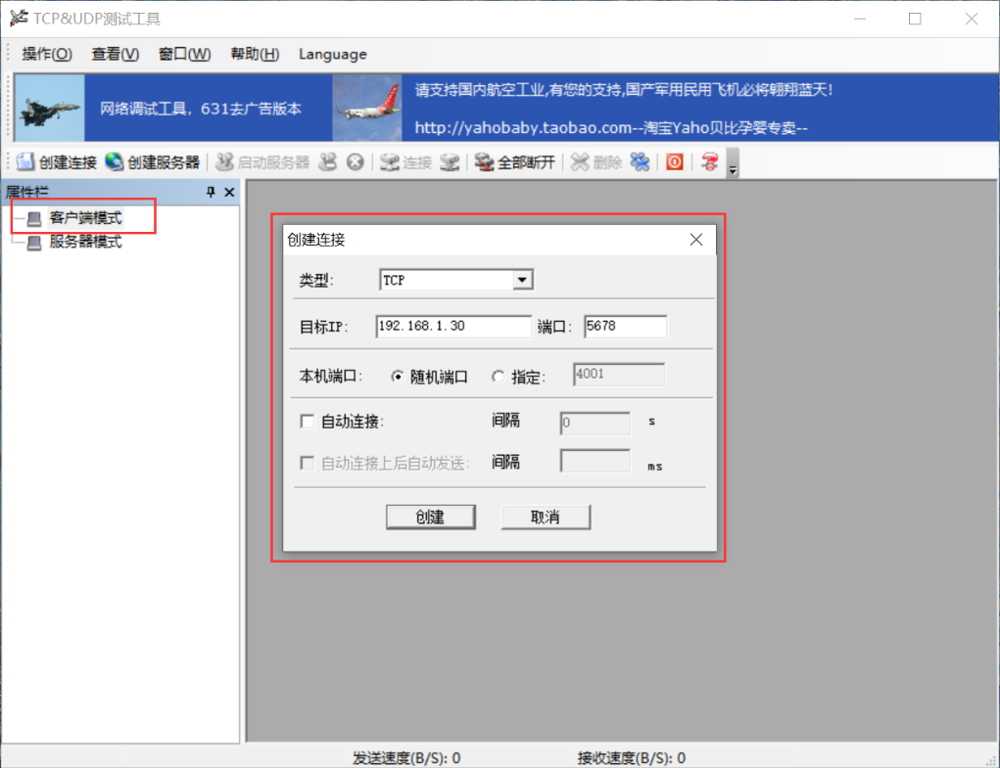 TCP&UDP测试工具
操作(O) 查看(V) 窗口(W) 帮助(H) Language
网络调试工具，631去广告版本
请支持国内航空工业,有您的支持,国产军用民用飞机必将翱翔蓝天!
http://yahobaby.taobao.com--淘宝Yaho贝比孕婴专卖--
创建连接 创建服务器 启动服务器 连接 全部断开 删除
属性栏
客户端模式
服务器模式
创建连接
类型: TCP
目标IP: 192.168.1.30 端口: 5678
本机端口: 随机端口 指定: 4001
自动连接: 间隔 0 s
自动连接上后自动发送: 间隔 ms
创建 取消
发送速度(B/S): 0 接收速度(B/S): 0